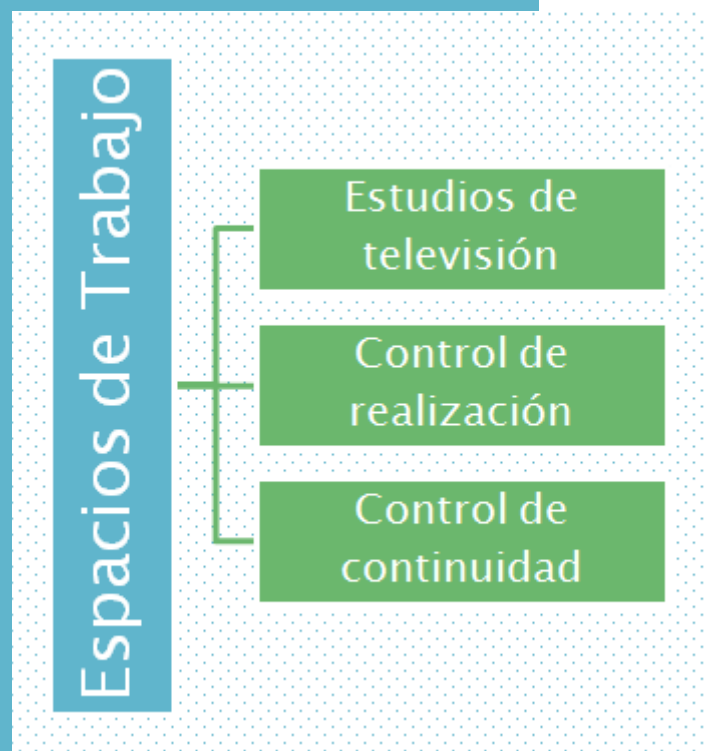 Espacios de Trabajo
Estudios de
televisión
Control de
realización
Control de
continuidad